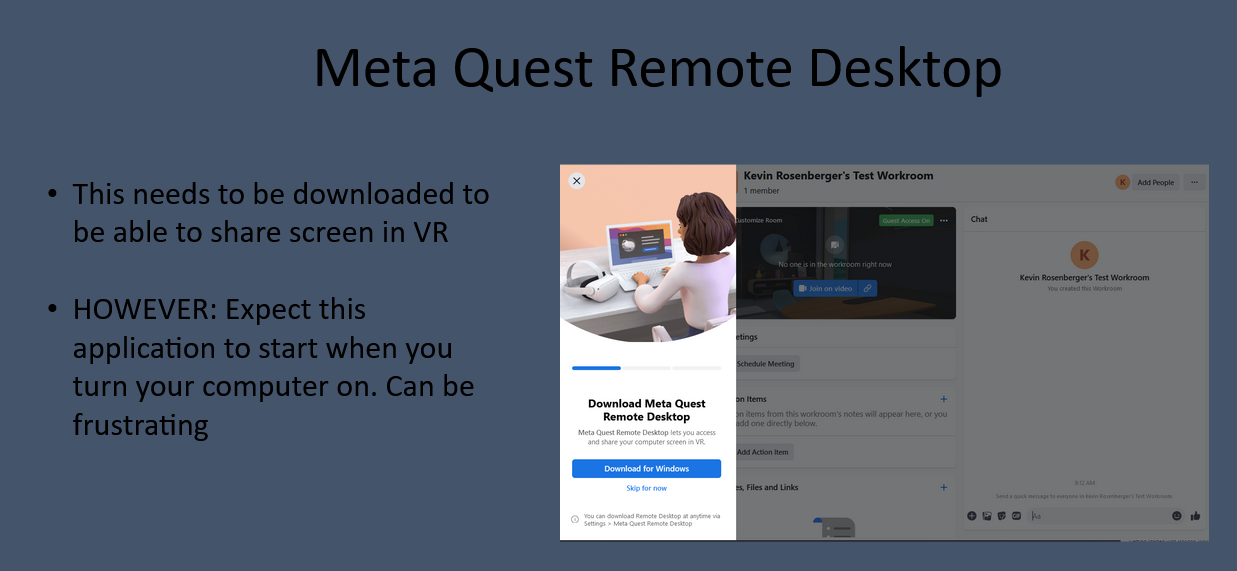 Meta Quest Remote Desktop
• This needs to be downloaded to
be able to share screen in VR
• HOWEVER: Expect this
application to start when you
turn your computer on. Can be
frustrating
Download Meta Quest
Remote Desktop
Meta Quest Remote Desktop lets you access
and share your computer screen in VR.
Download for Windows
Skip for now
You can download Remote Desktop at anytime via
Settings > Meta Quest Remote Desktop
Kevin Rosenberger's Test Workroom
1 member
K
Add People
ustomize Room
Guest Access On
No one is in the workroom right now
Join on video
etings
Schedule Meeting
on Items
on items from this workroom's notes will appear here, or you
add one directly below.
Add Action Item
es, Files and Links
Chat
K
Kevin Rosenberger's Test Workroom
You created this Workroom
8:12 AM
Send a quick message to everyone in Kevin Rosenberger's Test Workroom.
Aa